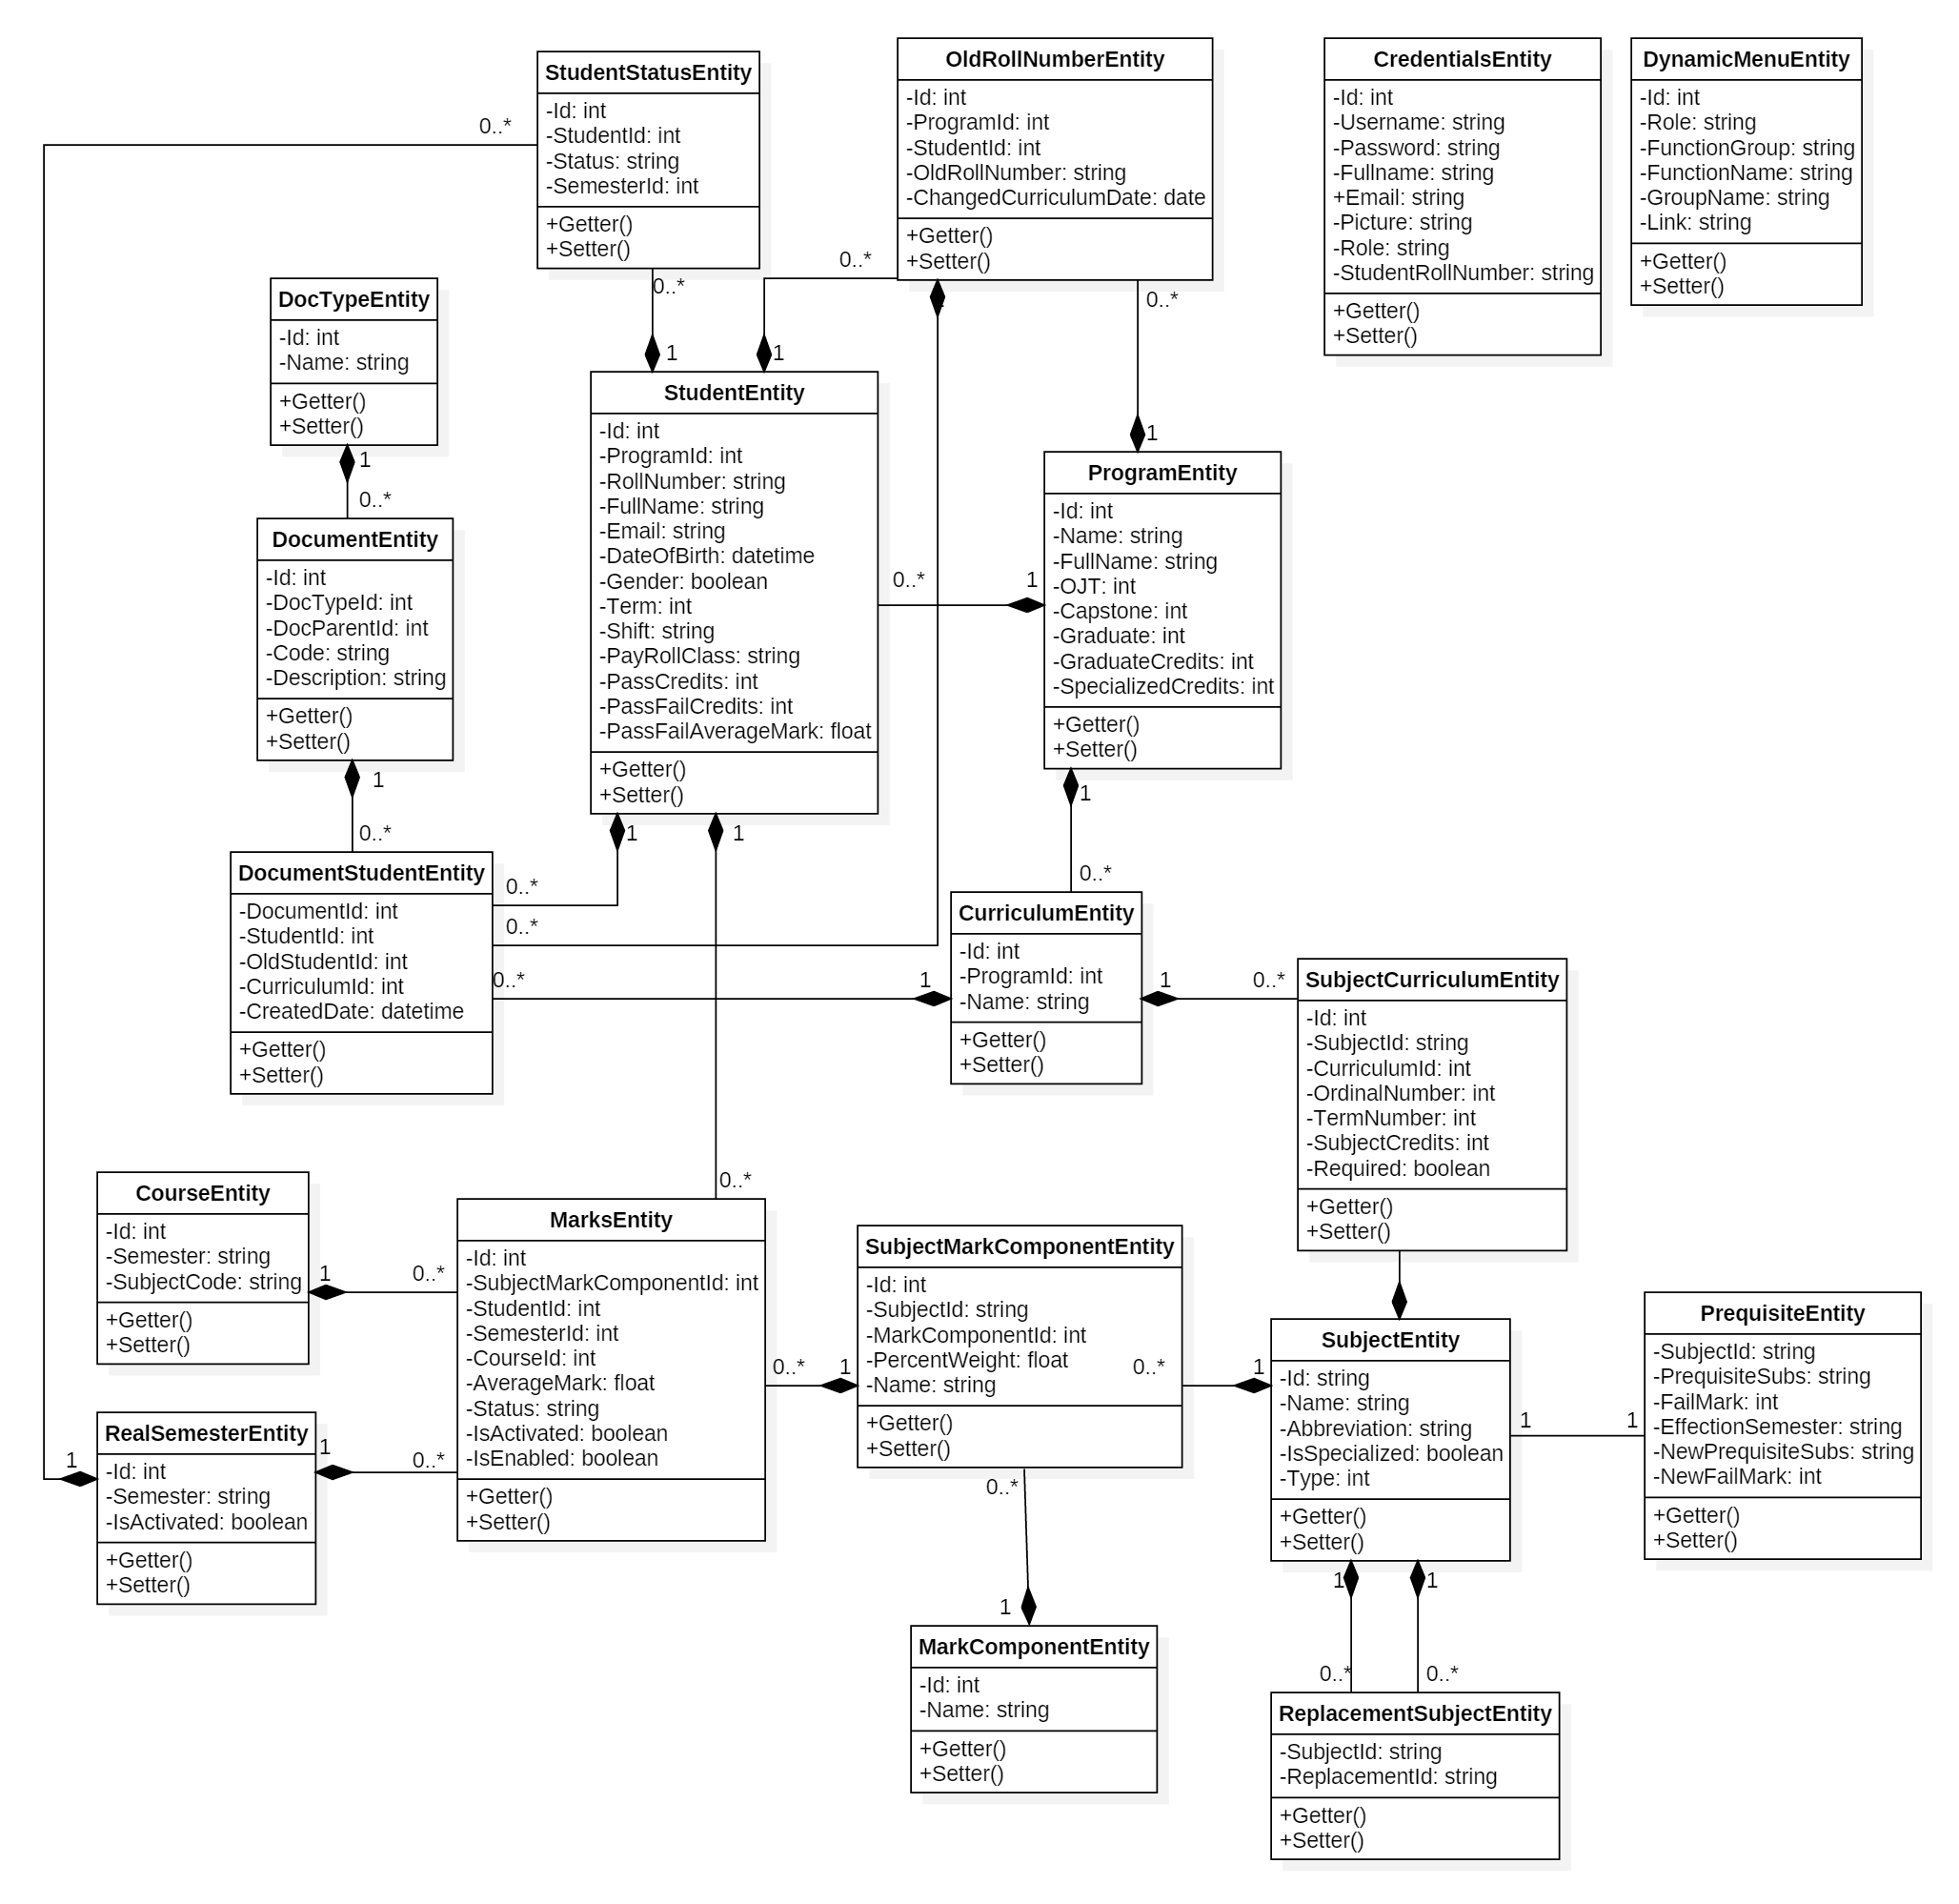 StudentStatusEntity
-Id: int
-StudentId: int
-Status: string
-SemesterId: int
+Getter()
+Setter()
0..*
0..*
OldRollNumberEntity
-Id: int
-ProgramId: int
-StudentId: int
-OldRollNumber: string
-ChangedCurriculumDate: date
+Getter()
+Setter()
0..*
0..*
CredentialsEntity
-Id: int
-Username: string
-Password: string
-Fullname: string
+Email: string
-Picture: string
-Role: string
-StudentRollNumber: string
+Getter()
+Setter()
DynamicMenuEntity
-Id: int
-Role: string
-FunctionGroup: string
-FunctionName: string
-GroupName: string
-Link: string
+Getter()
+Setter()
DocTypeEntity
-Id: int
-Name: string
+Getter()
+Setter()
1
0..*
DocumentEntity
-Id: int
-DocTypeId: int
-DocParentId: int
-Code: string
-Description: string
+Getter()
+Setter()
1
0..*
1
1
StudentEntity
-Id: int
-ProgramId: int
-RollNumber: string
-FullName: string
-Email: string
-DateOfBirth: datetime
-Gender: boolean
-Term: int
-Shift: string
-PayRollClass: string
-PassCredits: int
-PassFailCredits: int
-PassFailAverageMark: float
+Getter()
+Setter()
0..*
1
1
1
1
ProgramEntity
-Id: int
-Name: string
-FullName: string
-OJT: int
-Capstone: int
-Graduate: int
-GraduateCredits: int
-SpecializedCredits: int
+Getter()
+Setter()
1
0..*
DocumentStudentEntity
-DocumentId: int
-StudentId: int
-OldStudentId: int
-CurriculumId: int
-CreatedDate: datetime
+Getter()
+Setter()
0..*
0..*
0..*
1
CurriculumEntity
-Id: int
-ProgramId: int
-Name: string
+Getter()
+Setter()
1
0..*
SubjectCurriculumEntity
-Id: int
-SubjectId: string
-CurriculumId: int
-OrdinalNumber: int
-TermNumber: int
-SubjectCredits: int
-Required: boolean
+Getter()
+Setter()
CourseEntity
-Id: int
-Semester: string
-SubjectCode: string
+Getter()
+Setter()
1
0..*
0..*
MarksEntity
-Id: int
-SubjectMarkComponentId: int
-StudentId: int
-SemesterId: int
-CourseId: int
-AverageMark: float
-Status: string
-IsActivated: boolean
-IsEnabled: boolean
+Getter()
+Setter()
0..*
1
SubjectMarkComponentEntity
-Id: int
-SubjectId: string
-MarkComponentId: int
-PercentWeight: float
-Name: string
+Getter()
+Setter()
0..*
1
SubjectEntity
-Id: string
-Name: string
-Abbreviation: string
-IsSpecialized: boolean
-Type: int
+Getter()
+Setter()
1
1
PrequisiteEntity
-SubjectId: string
-PrequisiteSubs: string
-FailMark: int
-EffectionSemester: string
-NewPrequisiteSubs: string
-NewFailMark: int
+Getter()
+Setter()
1
RealSemesterEntity
-Id: int
-Semester: string
-IsActivated: boolean
+Getter()
+Setter()
1
0..*
0..*
1
MarkComponentEntity
-Id: int
-Name: string
+Getter()
+Setter()
1
1
0..*
0..*
ReplacementSubjectEntity
-SubjectId: string
-ReplacementId: string
+Getter()
+Setter()